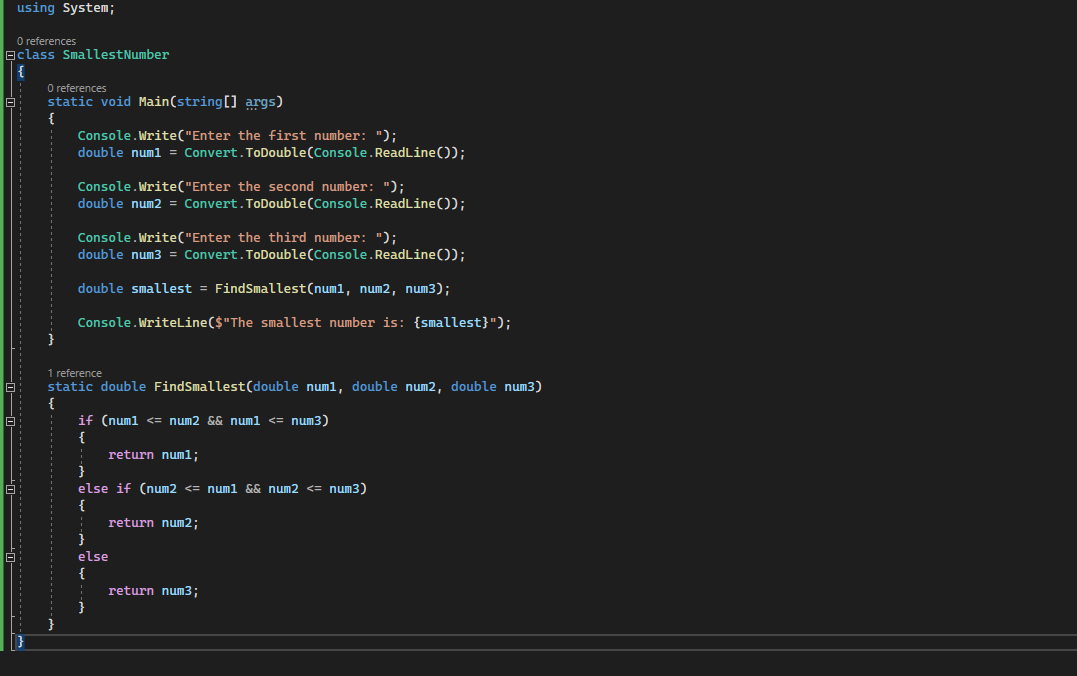 using System;
0 references
class SmallestNumber
{
0 references
static void Main(string[] args)
{
Console.Write("Enter the first number: ");
double num1 = Convert.ToDouble(Console.ReadLine());
Console.Write("Enter the second number: ");
double num2 = Convert.ToDouble(Console.ReadLine());
Console.Write("Enter the third number: ");
double num3 = Convert.ToDouble(Console.ReadLine());
double smallest = FindSmallest(num1, num2, num3);
Console.WriteLine($"The smallest number is: {smallest}");
}
1 reference
static double FindSmallest(double num1, double num2, double num3)
{
if (num1 <= num2 && num1 <= num3)
{
return num1;
}
else if (num2 <= num1 && num2 <= num3)
{
return num2;
}
else
{
return num3;
}
}
}